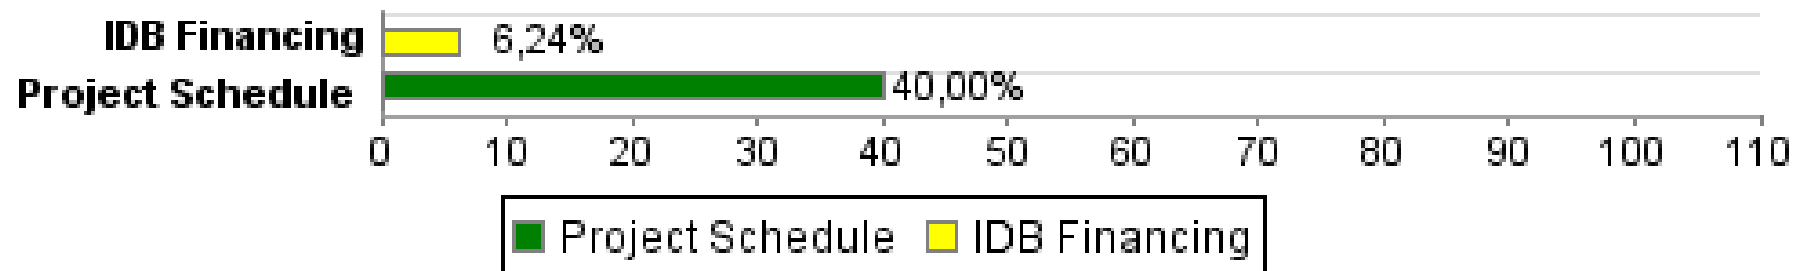 IDB Financing 6,24%
Project Schedule 40,00%
0 10 20 30 40 50 60 70 80 90 100 110
Project Schedule IDB Financing